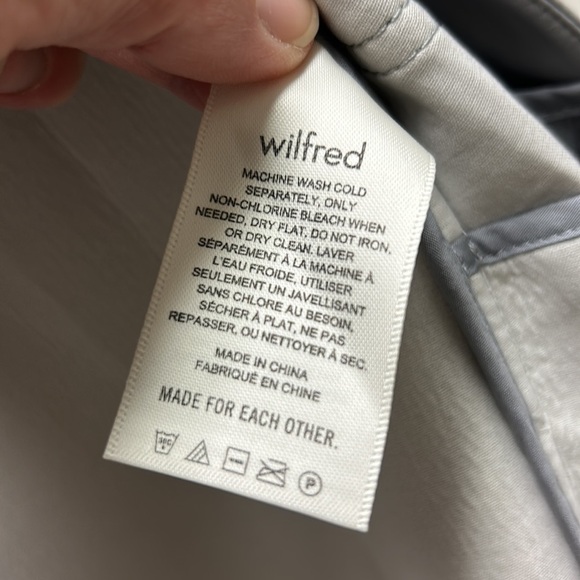 wilfred
MACHINE WASH COLD
SEPARATELY, ONLY
NON-CHLORINE BLEACH WHEN
NEEDED, DRY FLAT, DO NOT IRON,
OR DRY CLEAN. LAVER
SÉPARÉMENT À LA MACHINE À
L'EAU FROIDE, UTILISER
SEULEMENT UN JAVELLISANT
SANS CHLORE AU BESOIN,
SÉCHER À PLAT, NE PAS
REPASSER, OU NETTOYER À SEC.
MADE IN CHINA
FABRIQUÉ EN CHINE
MADE FOR EACH OTHER.
30C P